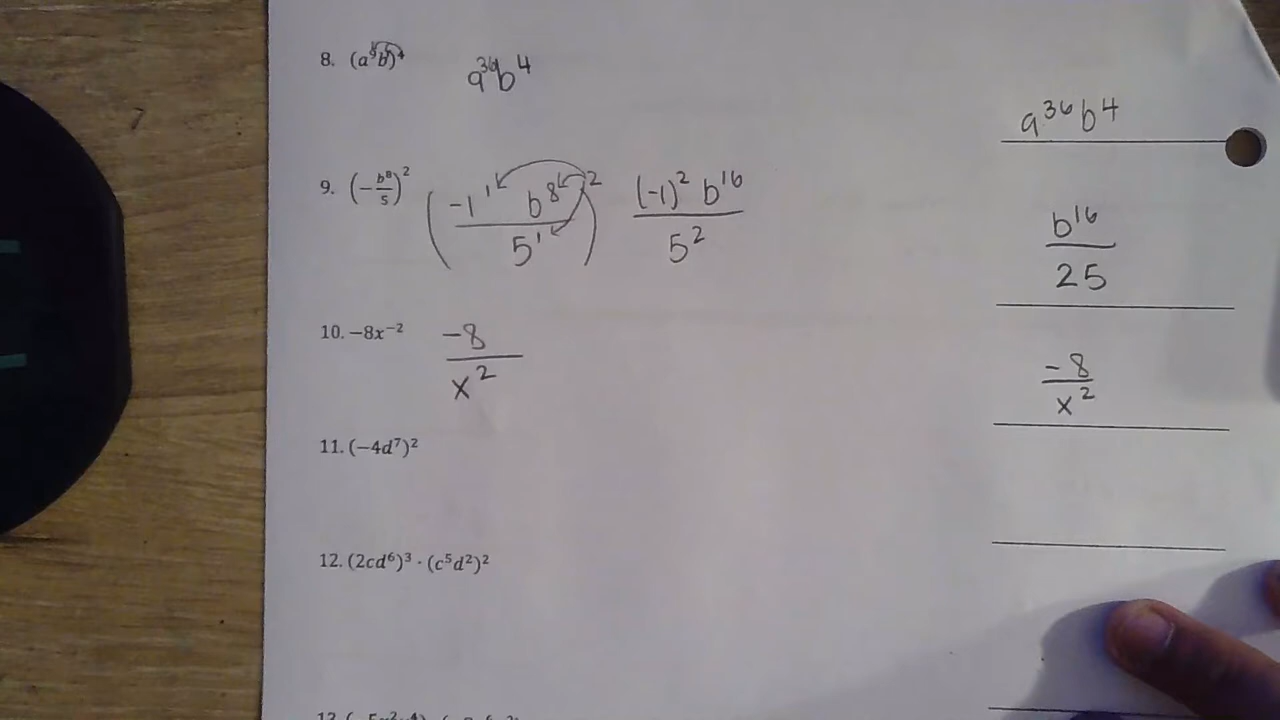 8. (a⁹b)⁴ a³⁶b⁴ a³⁶b⁴
9. (−b⁸/5)² (-1¹ b⁸/5¹)² (-1)² b¹⁶/5² b¹⁶/25
10. −8x⁻² -8/x² -8/x²
11. (−4d⁷)²
12. (2cd⁶)³ · (c⁵d²)²